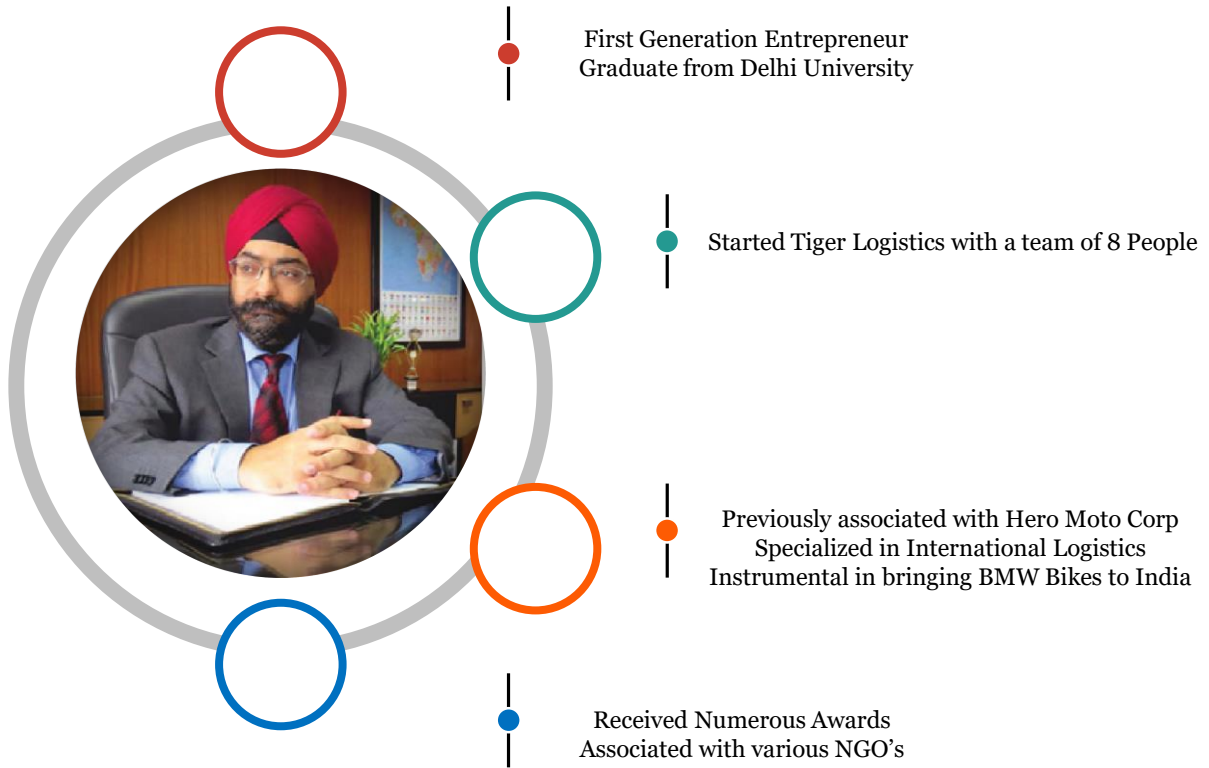 First Generation Entrepreneur
Graduate from Delhi University
Started Tiger Logistics with a team of 8 People
Previously associated with Hero Moto Corp
Specialized in International Logistics
Instrumental in bringing BMW Bikes to India
Received Numerous Awards
Associated with various NGO's